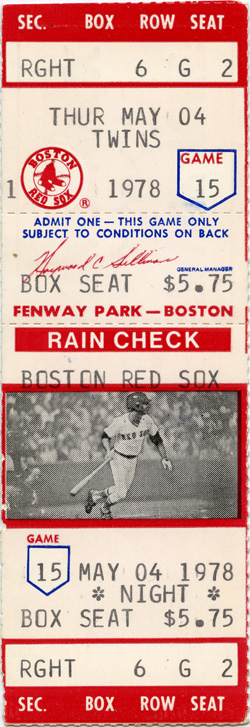 SEC. BOX ROW SEAT
RGHT 6 G 2
THUR MAY 04
TWINS
BOSTON
RED SOX
®
GAME
1 1978 15
ADMIT ONE — THIS GAME ONLY
SUBJECT TO CONDITIONS ON BACK
Haywood C Sullivan
GENERAL MANAGER
BOX SEAT $5.75
FENWAY PARK — BOSTON
RAIN CHECK
BOSTON RED SOX
RED SOX
GAME
15 MAY 04 1978
* NIGHT *
BOX SEAT $5.75
RGHT 6 G 2
SEC. BOX ROW SEAT